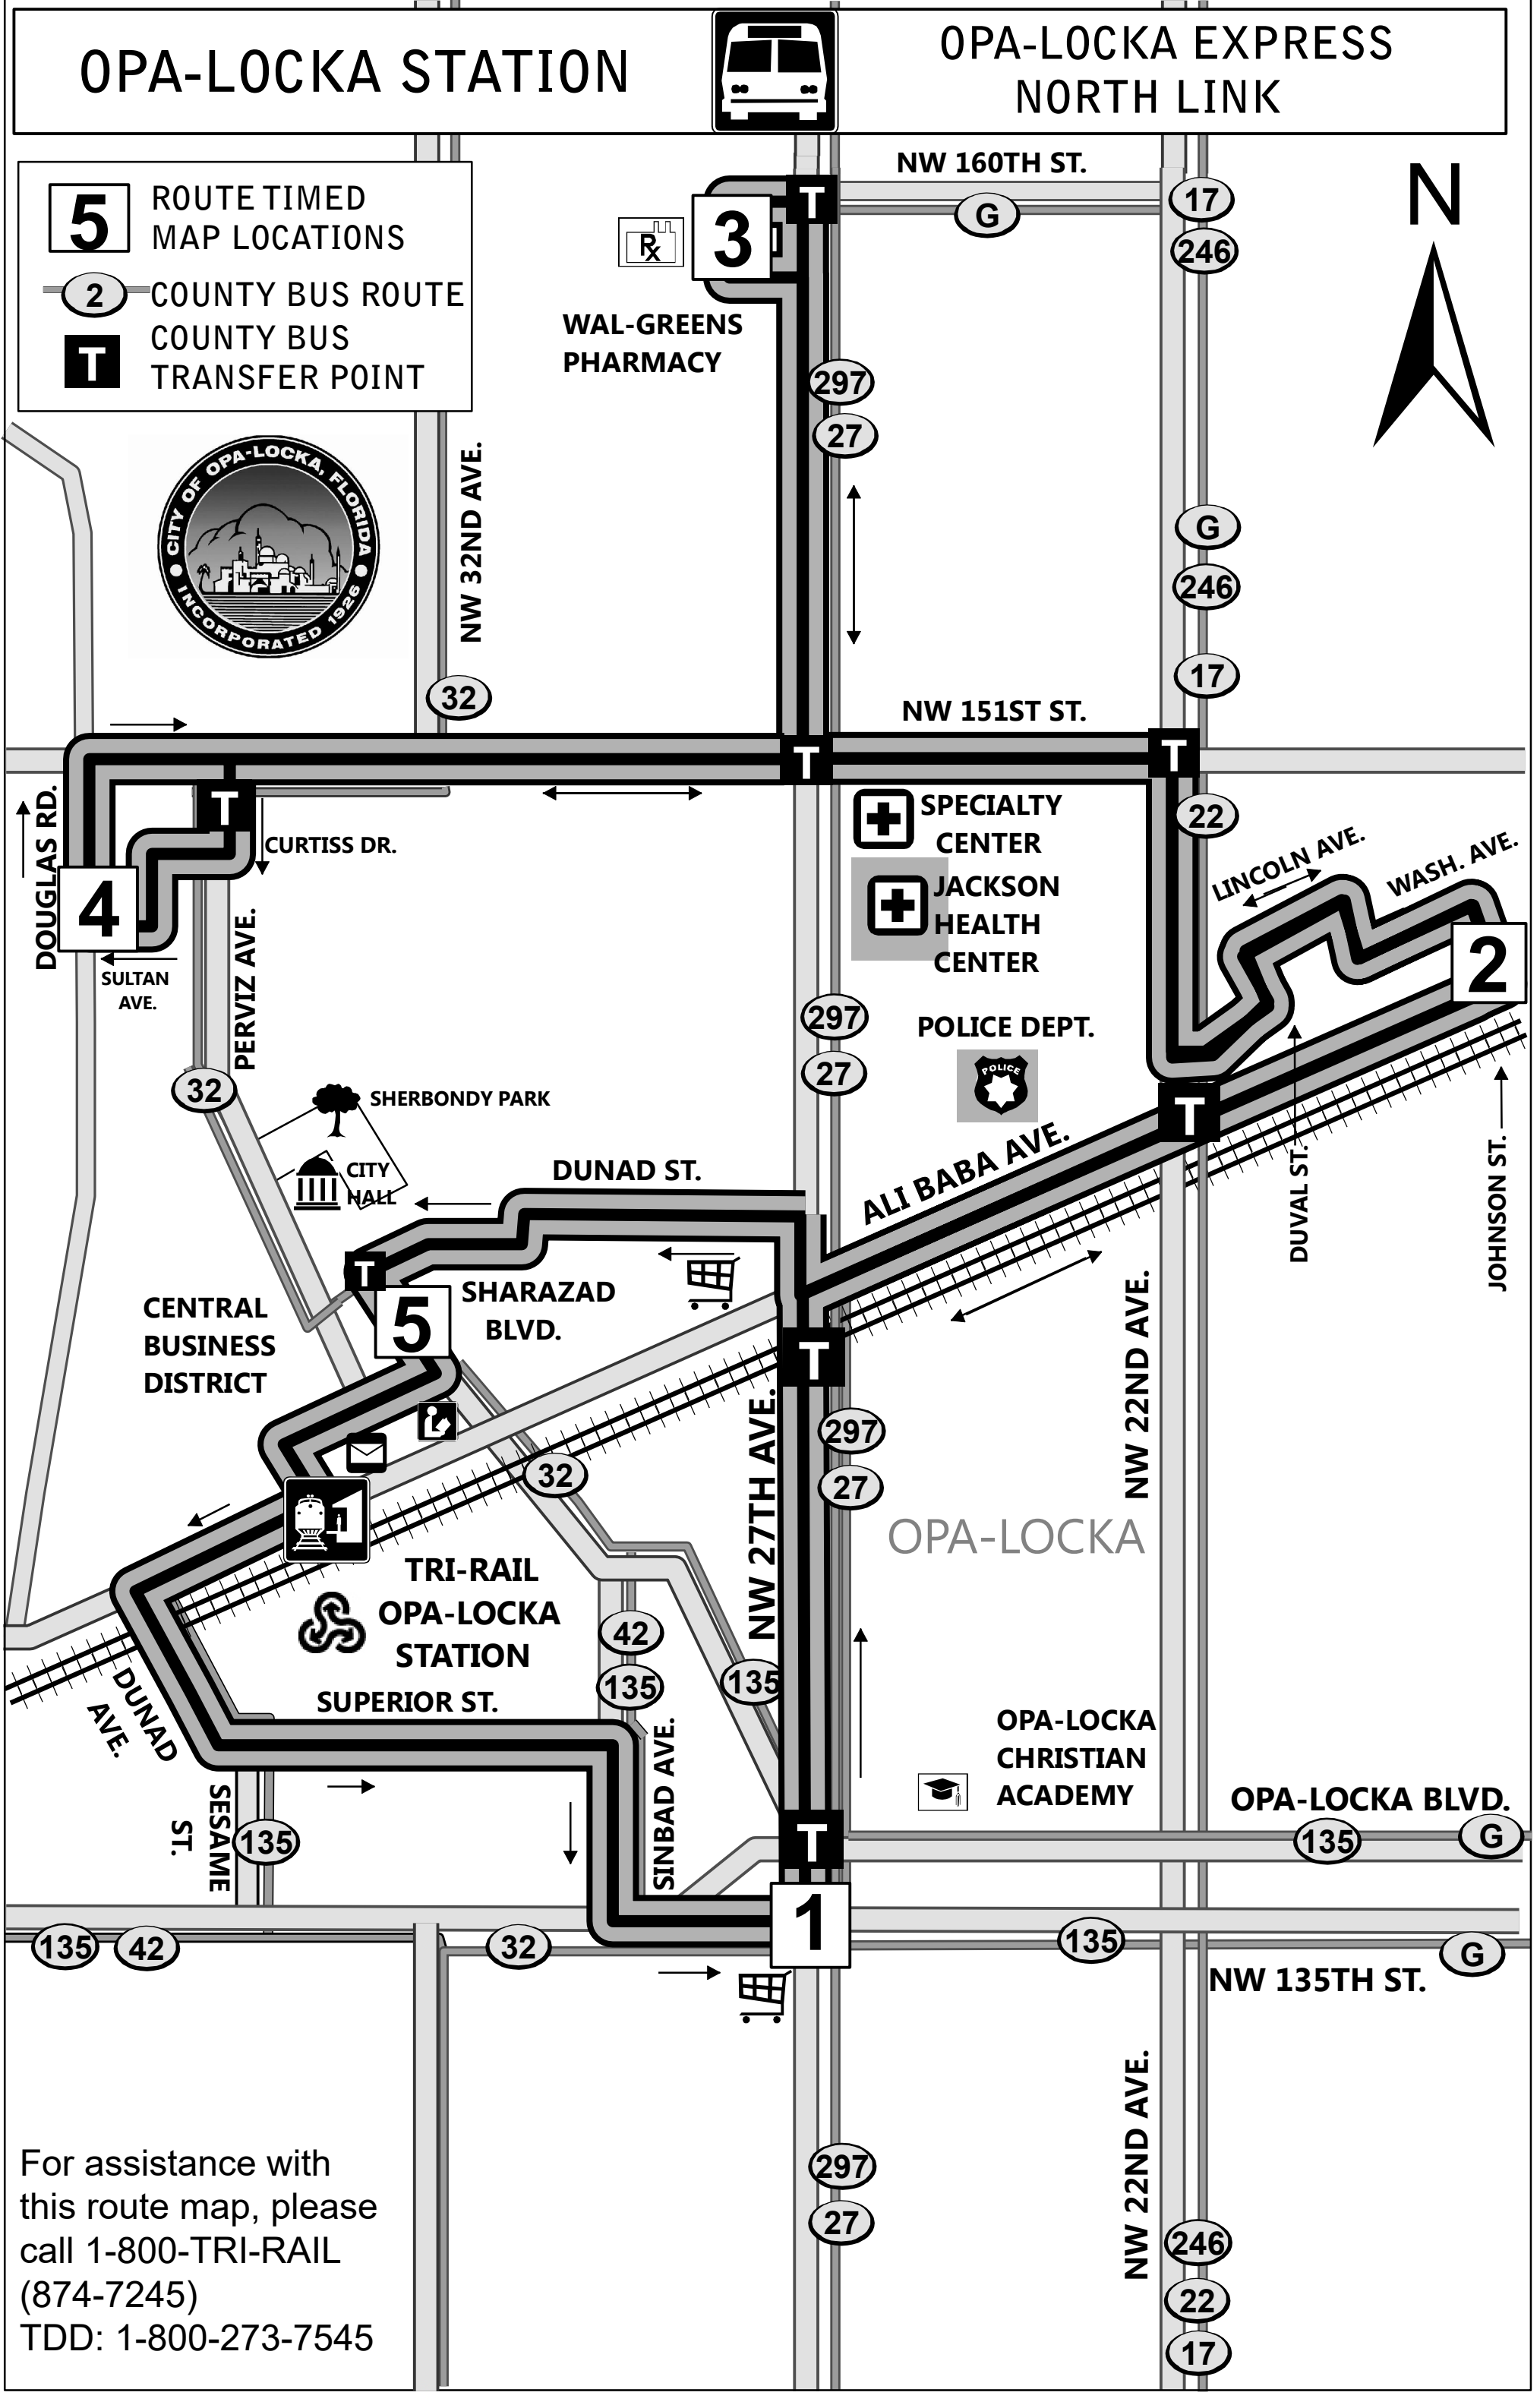 OPA-LOCKA STATION
OPA-LOCKA EXPRESS
NORTH LINK
5
ROUTE TIMED
MAP LOCATIONS
2
COUNTY BUS ROUTE
T
COUNTY BUS
TRANSFER POINT
N
NW 160TH ST.
T
G
17
246
3
Rx
WAL-GREENS
PHARMACY
297
27
CITY OF OPA-LOCKA, FLORIDA
INCORPORATED 1926
NW 32ND AVE.
32
G
246
17
NW 151ST ST.
T
T
T
22
DOUGLAS RD.
CURTISS DR.
4
SULTAN
AVE.
PERVIZ AVE.
SPECIALTY
CENTER
JACKSON
HEALTH
CENTER
LINCOLN AVE.
WASH. AVE.
2
297
27
POLICE DEPT.
POLICE
32
SHERBONDY PARK
CITY
HALL
DUNAD ST.
ALI BABA AVE.
T
DUVAL ST.
JOHNSON ST.
T
5
SHARAZAD
BLVD.
CENTRAL
BUSINESS
DISTRICT
T
NW 27TH AVE.
297
27
NW 22ND AVE.
32
OPA-LOCKA
TRI-RAIL
OPA-LOCKA
STATION
42
135
135
DUNAD
AVE.
SUPERIOR ST.
SINBAD AVE.
SESAME
ST.
135
OPA-LOCKA
CHRISTIAN
ACADEMY
OPA-LOCKA BLVD.
T
135
G
1
135
42
32
135
G
NW 135TH ST.
NW 22ND AVE.
297
27
246
22
17
For assistance with
this route map, please
call 1-800-TRI-RAIL
(874-7245)
TDD: 1-800-273-7545